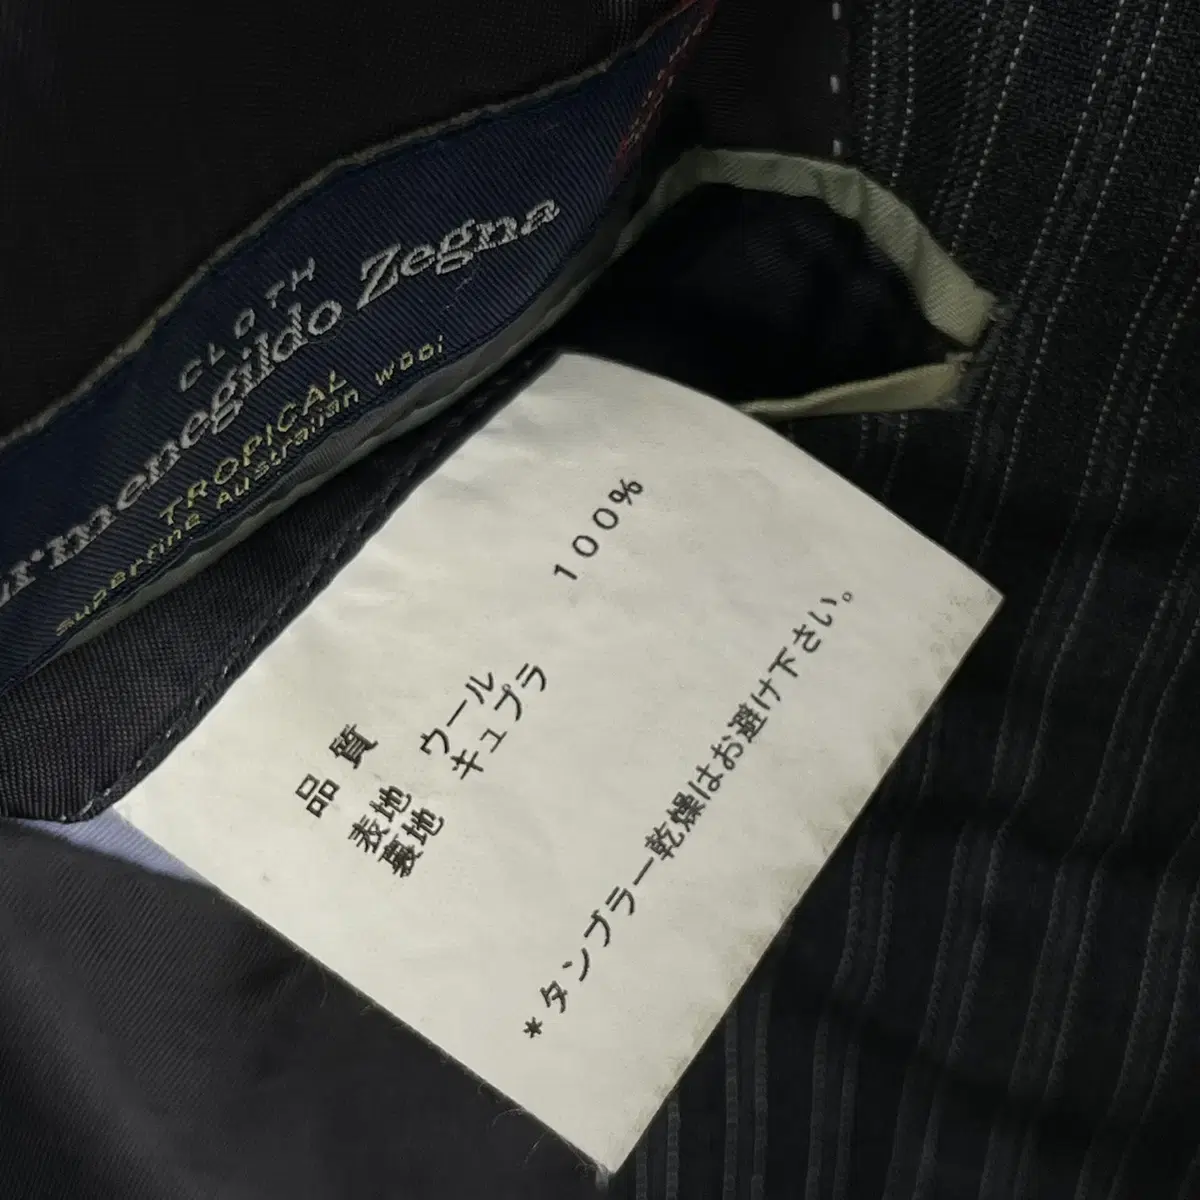 CLOTH
rmenegildo Zegna
TROPICAL
Superfine Australian wool
品質
表地 ウール 100%
裏地 キュプラ
*タンブラー乾燥はお避け下さい。